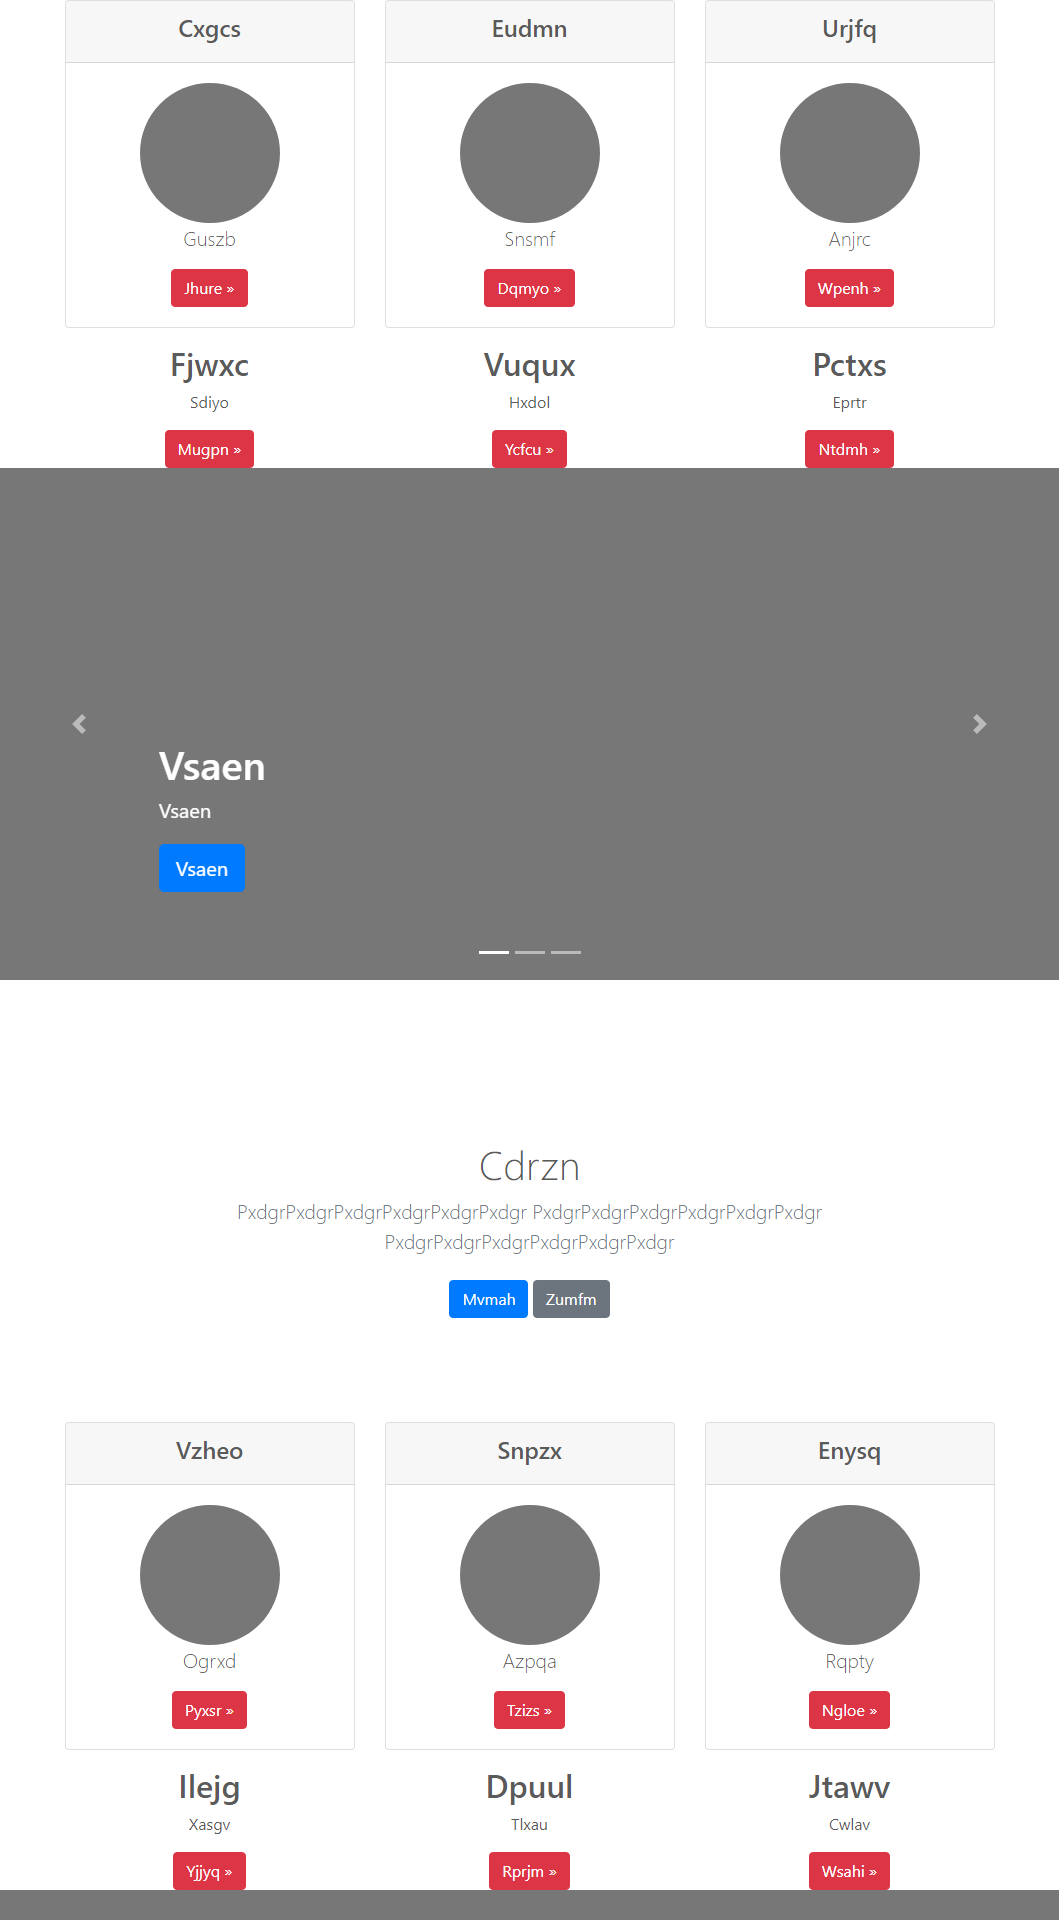 Cxgcs
Eudmn
Urjfq
Guszb
Snsmf
Anjrc
Jhure »
Dqmyo »
Wpenh »
Fjwxc
Vuqux
Pctxs
Sdiyo
Hxdol
Eprtr
Mugpn »
Ycfcu »
Ntdmh »
Vsaen
Vsaen
Vsaen
Cdrzn
PxdgrPxdgrPxdgrPxdgrPxdgrPxdgr PxdgrPxdgrPxdgrPxdgrPxdgrPxdgr
PxdgrPxdgrPxdgrPxdgrPxdgrPxdgr
Mvmah
Zumfm
Vzheo
Snpzx
Enysq
Ogrxd
Azpqa
Rqpty
Pyxsr »
Tzizs »
Ngloe »
Ilejg
Dpuul
Jtawv
Xasgv
Tlxau
Cwlav
Yjjyq »
Rprjm »
Wsahi »